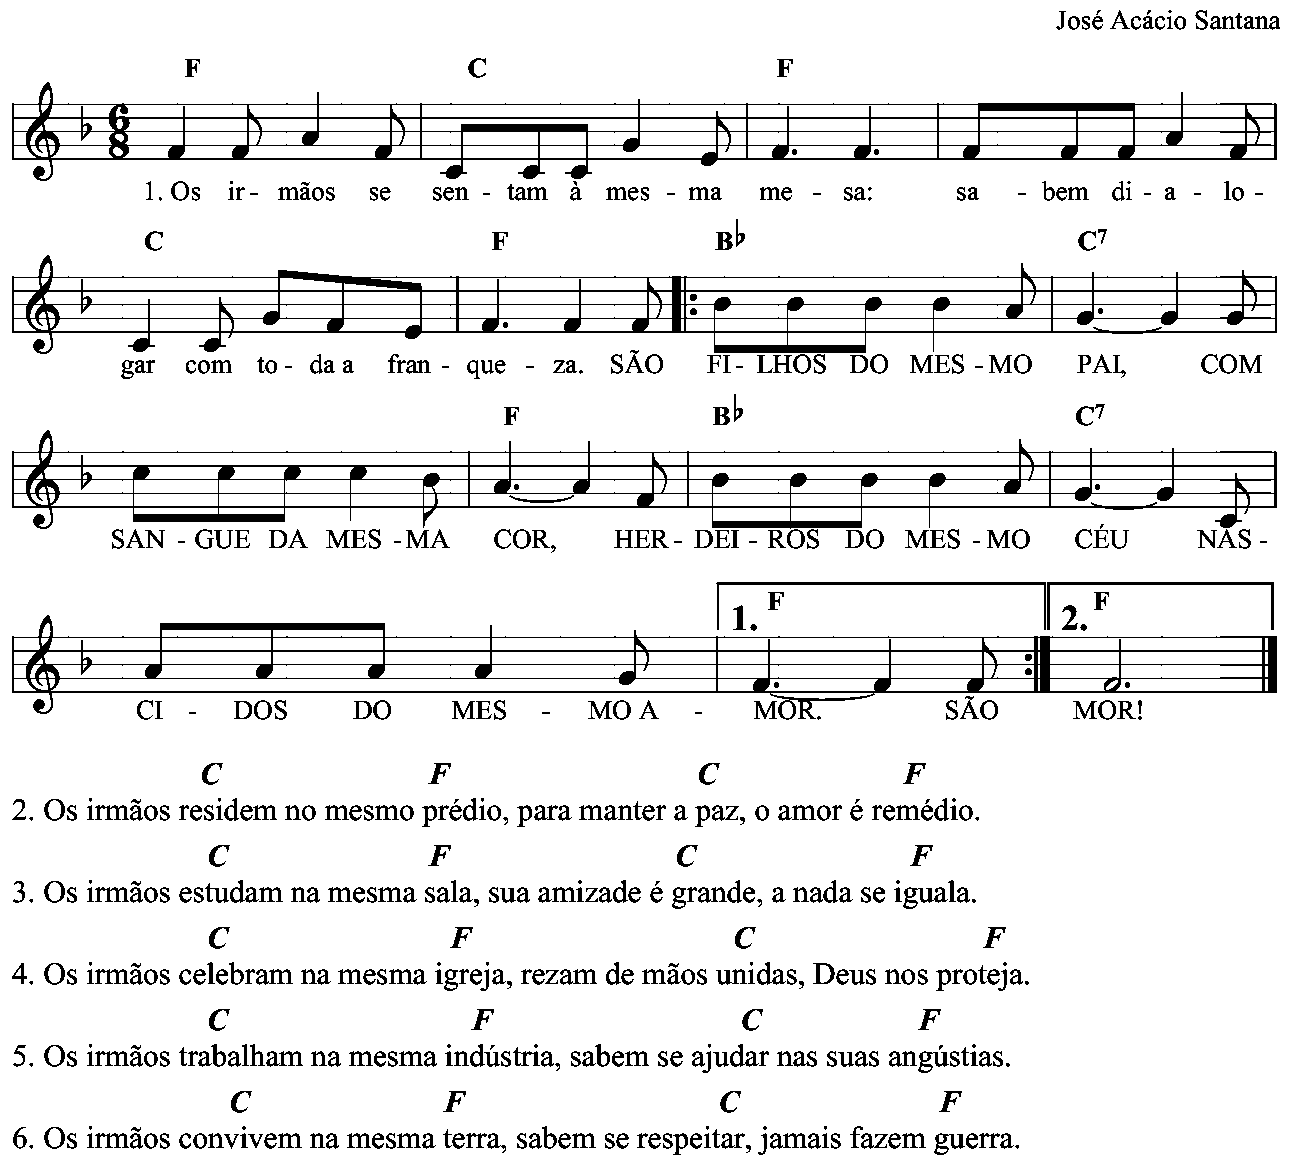 José Acácio Santana
F C F
6
8
1. Os ir- mãos se sen- tam à mes- ma me - sa: sa - bem di - a - lo-
C F B♭ C7
gar com to - da a fran - que - za. SÃO FI - LHOS DO MES - MO PAI, COM
F B♭ C7
SAN - GUE DA MES - MA COR, HER - DEI - ROS DO MES - MO CÉU NAS-
1. F 2. F
CI - DOS DO MES - MO A - MOR. SÃO MOR!
C F C F
2. Os irmãos residem no mesmo prédio, para manter a paz, o amor é remédio.
C F C F
3. Os irmãos estudam na mesma sala, sua amizade é grande, a nada se iguala.
C F C F
4. Os irmãos celebram na mesma igreja, rezam de mãos unidas, Deus nos proteja.
C F C F
5. Os irmãos trabalham na mesma indústria, sabem se ajudar nas suas angústias.
C F C F
6. Os irmãos convivem na mesma terra, sabem se respeitar, jamais fazem guerra.